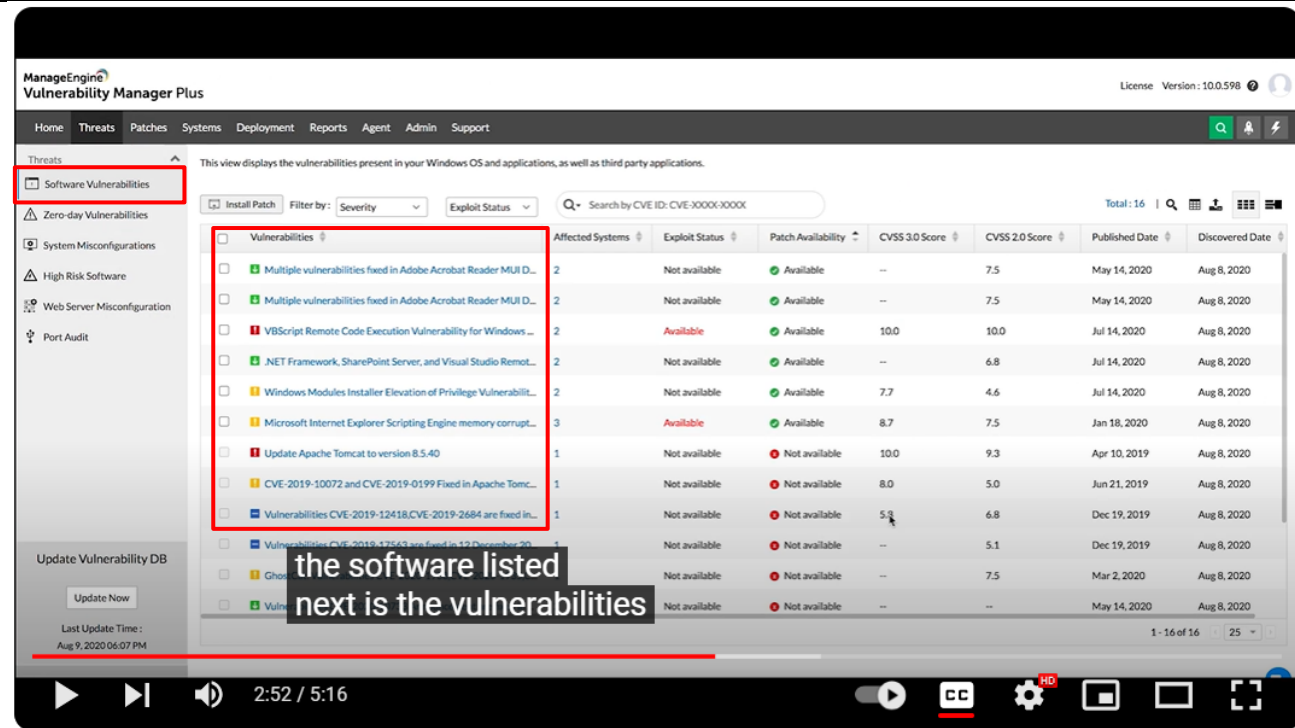 ManageEngine
Vulnerability Manager Plus
License Version : 10.0.598
Home Threats Patches Systems Deployment Reports Agent Admin Support
Threats
Software Vulnerabilities
Zero-day Vulnerabilities
System Misconfigurations
High Risk Software
Web Server Misconfiguration
Port Audit
This view displays the vulnerabilities present in your Windows OS and applications, as well as third party applications.
Install Patch Filter by : Severity Exploit Status Search by CVE ID: CVE-XXXX-XXXX Total : 16
Vulnerabilities Affected Systems Exploit Status Patch Availability CVSS 3.0 Score CVSS 2.0 Score Published Date Discovered Date
Multiple vulnerabilities fixed in Adobe Acrobat Reader MUI D... 2 Not available Available -- 7.5 May 14, 2020 Aug 8, 2020
Multiple vulnerabilities fixed in Adobe Acrobat Reader MUI D... 2 Not available Available -- 7.5 May 14, 2020 Aug 8, 2020
VBScript Remote Code Execution Vulnerability for Windows ... 2 Available Available 10.0 10.0 Jul 14, 2020 Aug 8, 2020
.NET Framework, SharePoint Server, and Visual Studio Remot... 2 Not available Available -- 6.8 Jul 14, 2020 Aug 8, 2020
Windows Modules Installer Elevation of Privilege Vulnerabilit... 2 Not available Available 7.7 4.6 Jul 14, 2020 Aug 8, 2020
Microsoft Internet Explorer Scripting Engine memory corrupt... 3 Available Available 8.7 7.5 Jan 18, 2020 Aug 8, 2020
Update Apache Tomcat to version 8.5.40 1 Not available Not available 10.0 9.3 Apr 10, 2019 Aug 8, 2020
CVE-2019-10072 and CVE-2019-0199 Fixed in Apache Tomc... 1 Not available Not available 8.0 5.0 Jun 21, 2019 Aug 8, 2020
Vulnerabilities CVE-2019-12418,CVE-2019-2684 are fixed in... 1 Not available Not available 6.8 Dec 19, 2019 Aug 8, 2020
Vulnerabilities CVE-2019-17563 are fixed in 12 December 20... Not available Not available -- 5.1 Dec 19, 2019 Aug 8, 2020
Not available Not available -- 7.5 Mar 2, 2020 Aug 8, 2020
Not available Not available -- -- May 14, 2020 Aug 8, 2020
Update Vulnerability DB
Update Now
Last Update Time :
Aug 9, 2020 06:07 PM
1 - 16 of 16 25
the software listed
next is the vulnerabilities
2:52 / 5:16
CC
HD